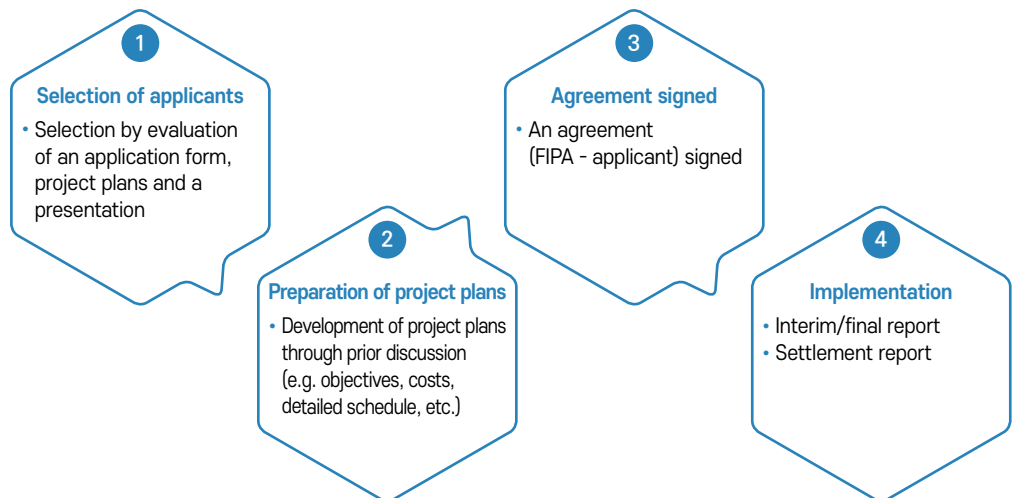 1
Selection of applicants
• Selection by evaluation
of an application form,
project plans and a
presentation
2
Preparation of project plans
• Development of project plans
through prior discussion
(e.g. objectives, costs,
detailed schedule, etc.)
3
Agreement signed
• An agreement
(FIPA - applicant) signed
4
Implementation
• Interim/final report
• Settlement report